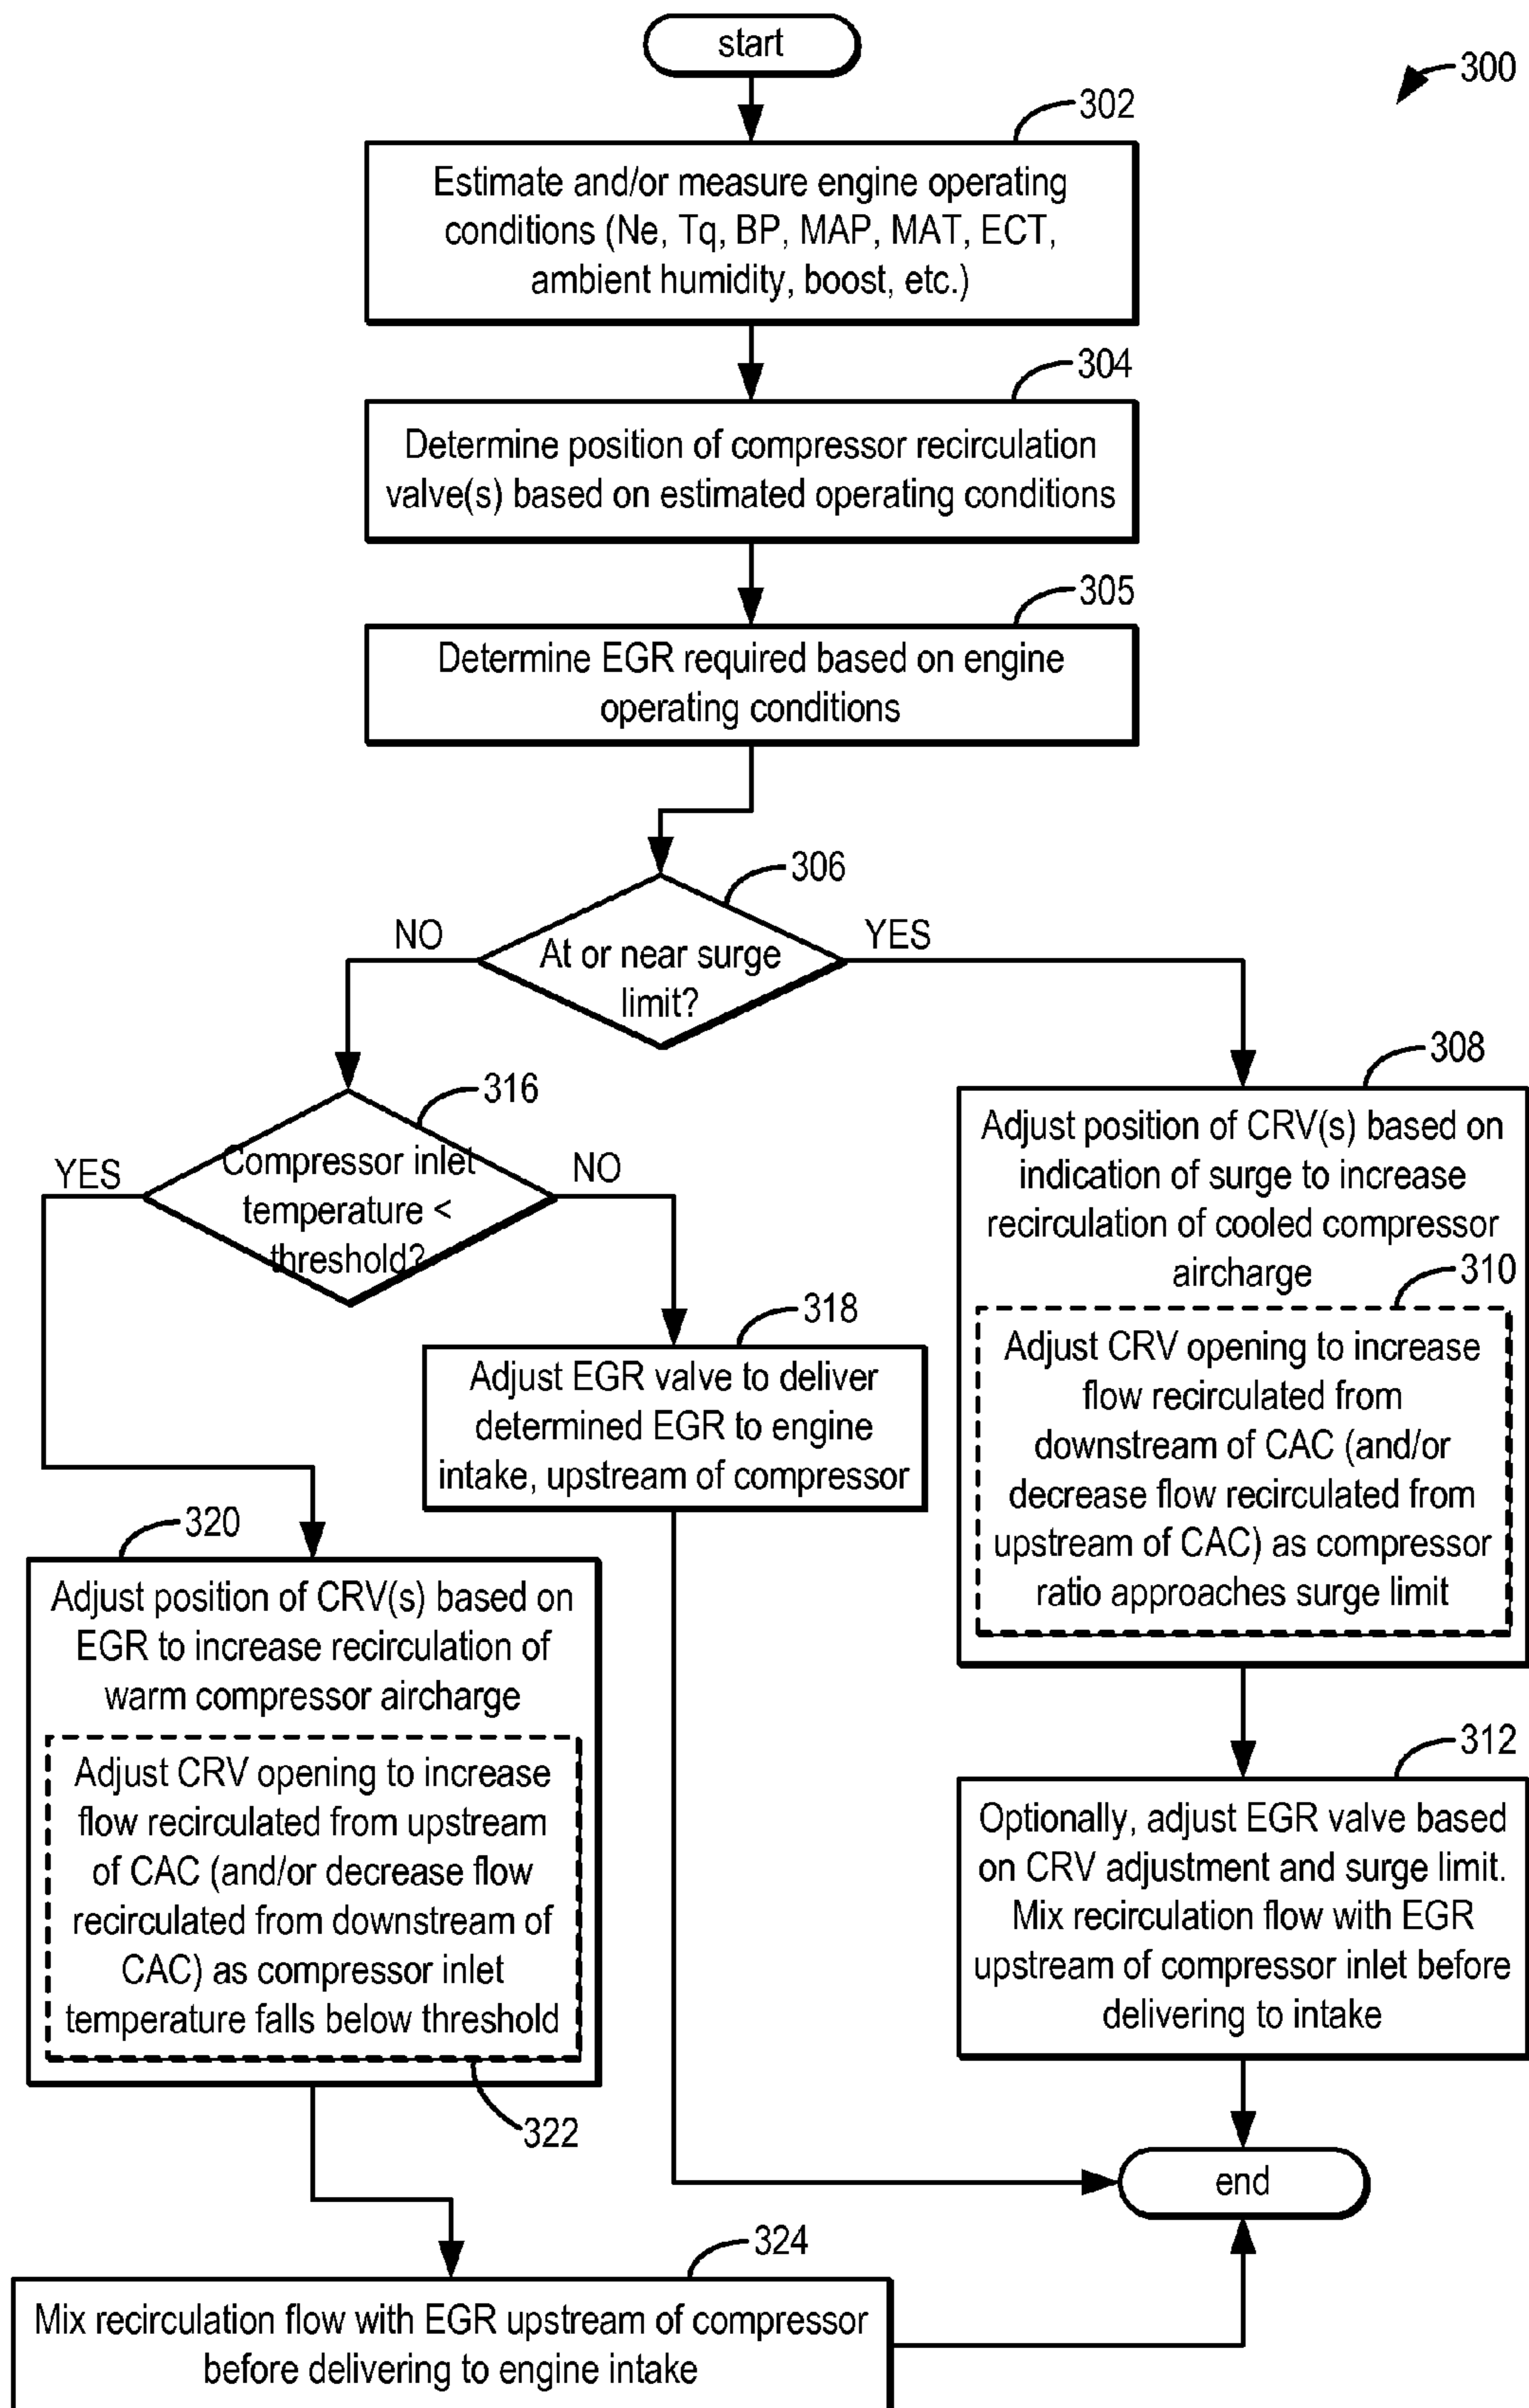 start
300
302
Estimate and/or measure engine operating
conditions (Ne, Tq, BP, MAP, MAT, ECT,
ambient humidity, boost, etc.)
304
Determine position of compressor recirculation
valve(s) based on estimated operating conditions
305
Determine EGR required based on engine
operating conditions
306
NO
YES
At or near surge
limit?
316
YES
NO
Compressor inlet
temperature <
threshold?
308
Adjust position of CRV(s) based on
indication of surge to increase
recirculation of cooled compressor
aircharge
310
Adjust CRV opening to increase
flow recirculated from
downstream of CAC (and/or
decrease flow recirculated from
upstream of CAC) as compressor
ratio approaches surge limit
318
Adjust EGR valve to deliver
determined EGR to engine
intake, upstream of compressor
320
Adjust position of CRV(s) based on
EGR to increase recirculation of
warm compressor aircharge
Adjust CRV opening to increase
flow recirculated from upstream
of CAC (and/or decrease flow
recirculated from downstream of
CAC) as compressor inlet
temperature falls below threshold
322
312
Optionally, adjust EGR valve based
on CRV adjustment and surge limit.
Mix recirculation flow with EGR
upstream of compressor inlet before
delivering to intake
end
324
Mix recirculation flow with EGR upstream of compressor
before delivering to engine intake